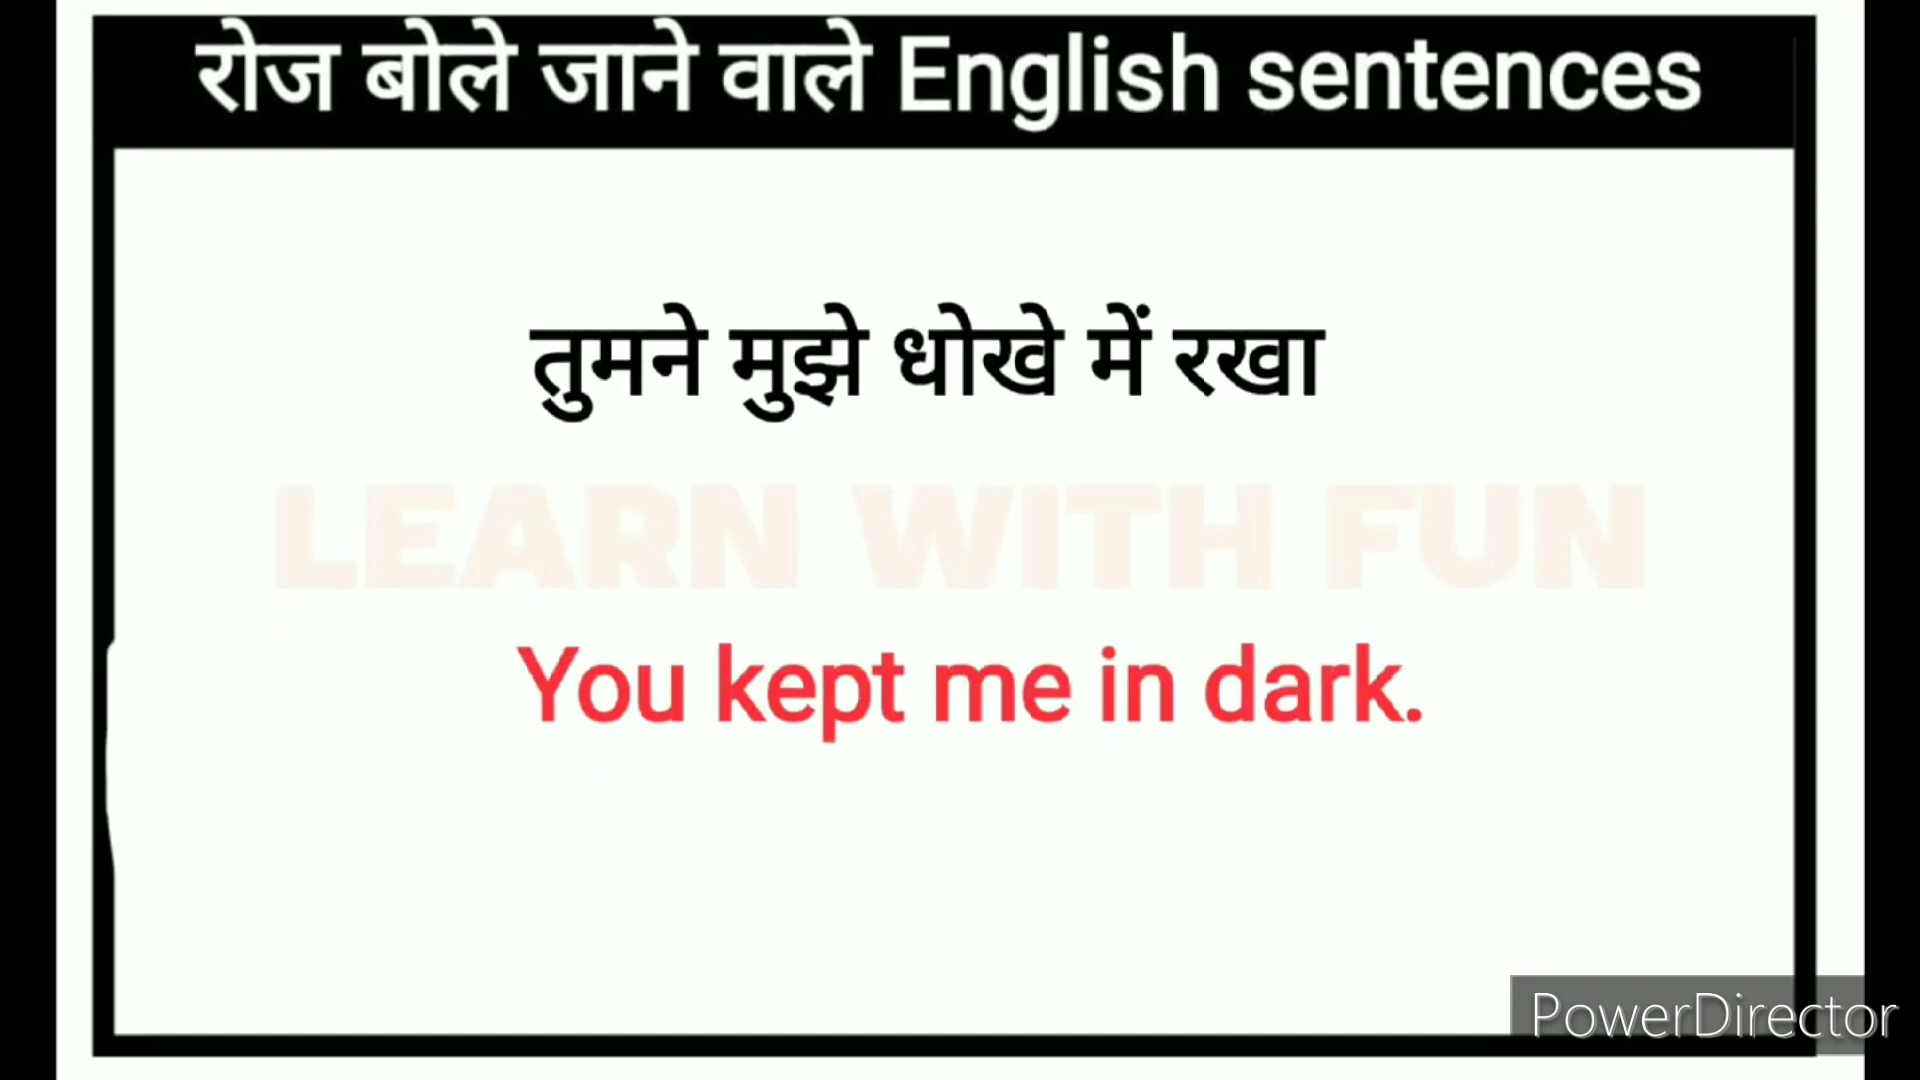 रोज बोले जाने वाले English sentences
तुमने मुझे धोखे में रखा
LEARN WITH FUN
You kept me in dark.
PowerDirector